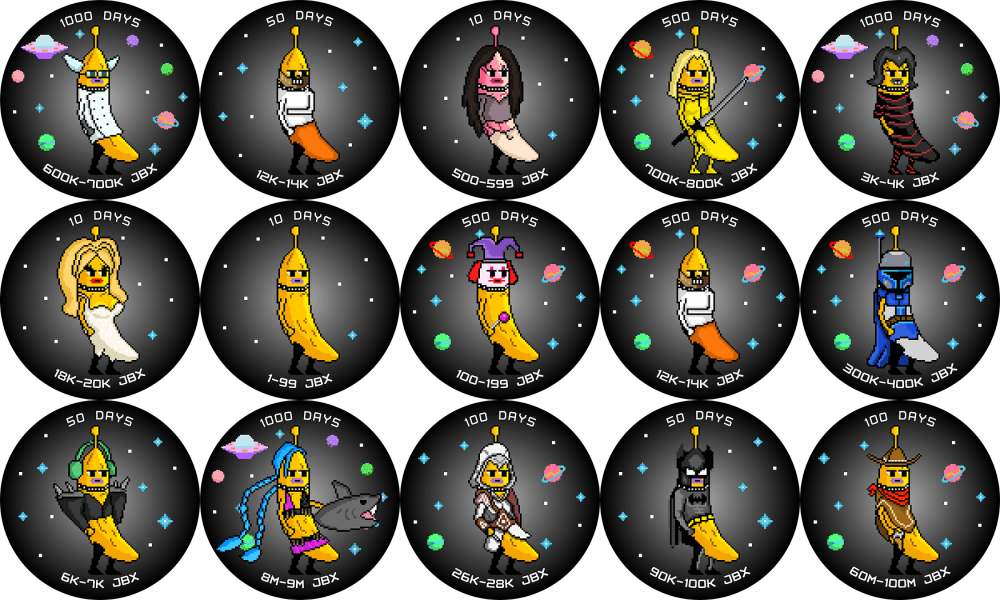 1000 DAYS
600K-700K JBX
50 DAYS
12K-14K JBX
10 DAYS
500-599 JBX
500 DAYS
700K-800K JBX
1000 DAYS
3K-4K JBX
10 DAYS
18K-20K JBX
10 DAYS
1-99 JBX
500 DAYS
100-199 JBX
500 DAYS
12K-14K JBX
500 DAYS
300K-400K JBX
50 DAYS
6K-7K JBX
1000 DAYS
8M-9M JBX
100 DAYS
26K-28K JBX
50 DAYS
90K-100K JBX
100 DAYS
60M-100M JBX